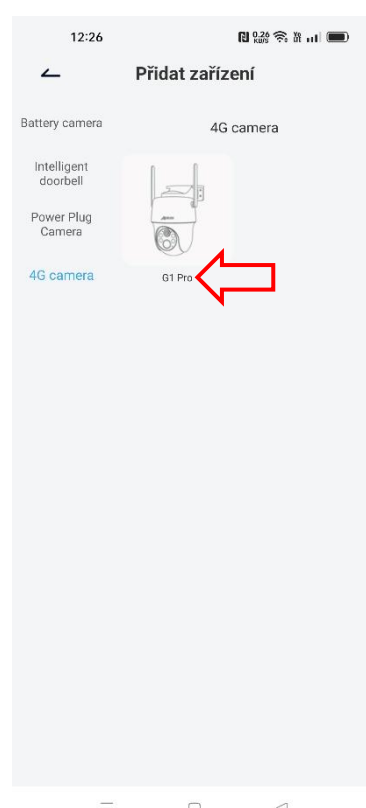 12:26
0.26
KB/S
Přidat zařízení
Battery camera
4G camera
Intelligent
doorbell
Power Plug
Camera
4G camera
G1 Pro